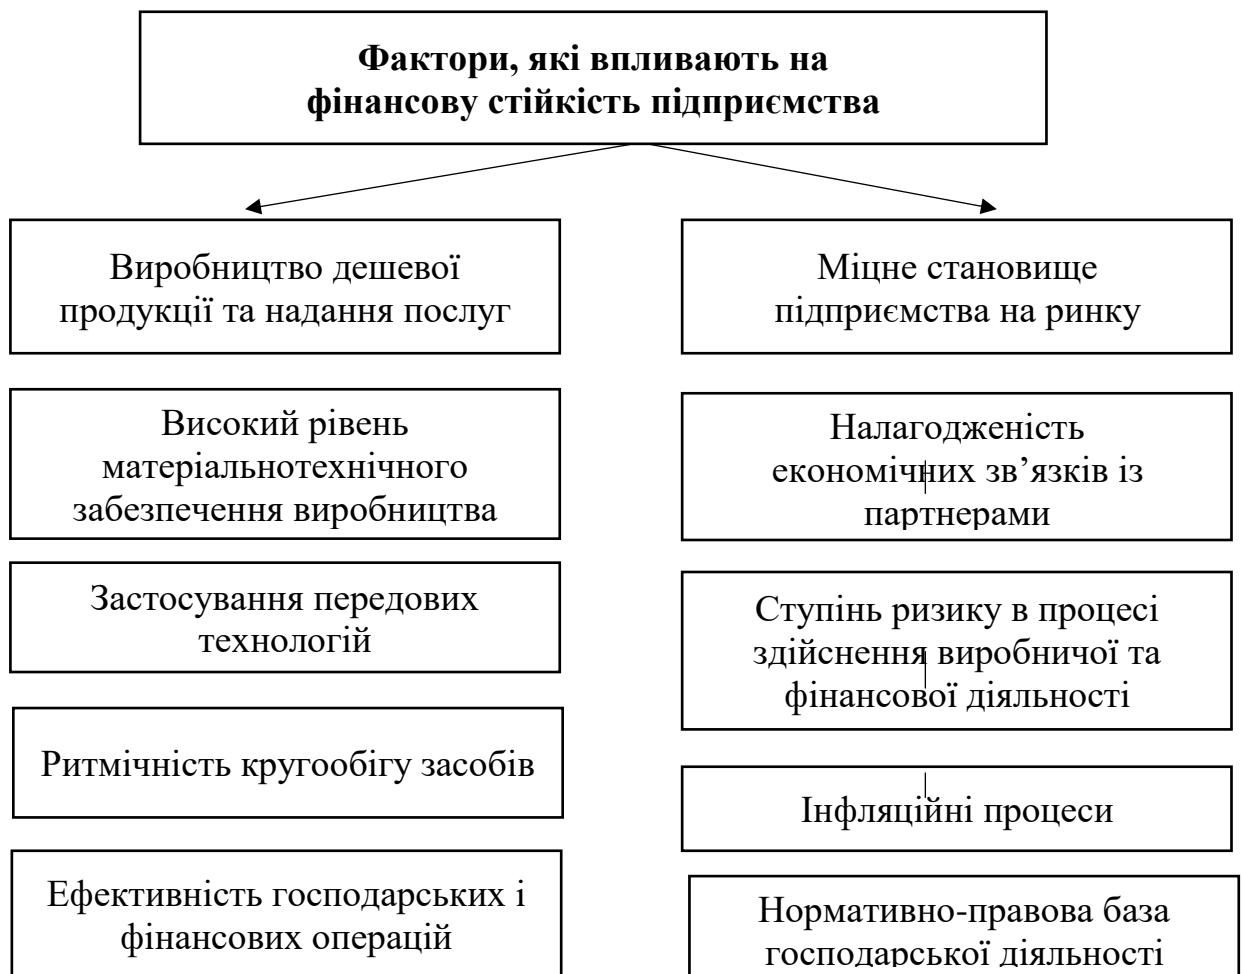 Фактори, які впливають на
фінансову стійкість підприємства
Виробництво дешевої
продукції та надання послуг
Високий рівень
матеріальнотехнічного
забезпечення виробництва
Застосування передових
технологій
Ритмічність кругообігу засобів
Ефективність господарських і
фінансових операцій
Міцне становище
підприємства на ринку
Налагодженість
економічних зв’язків із
партнерами
Ступінь ризику в процесі
здійснення виробничої та
фінансової діяльності
Інфляційні процеси
Нормативно-правова база
господарської діяльності